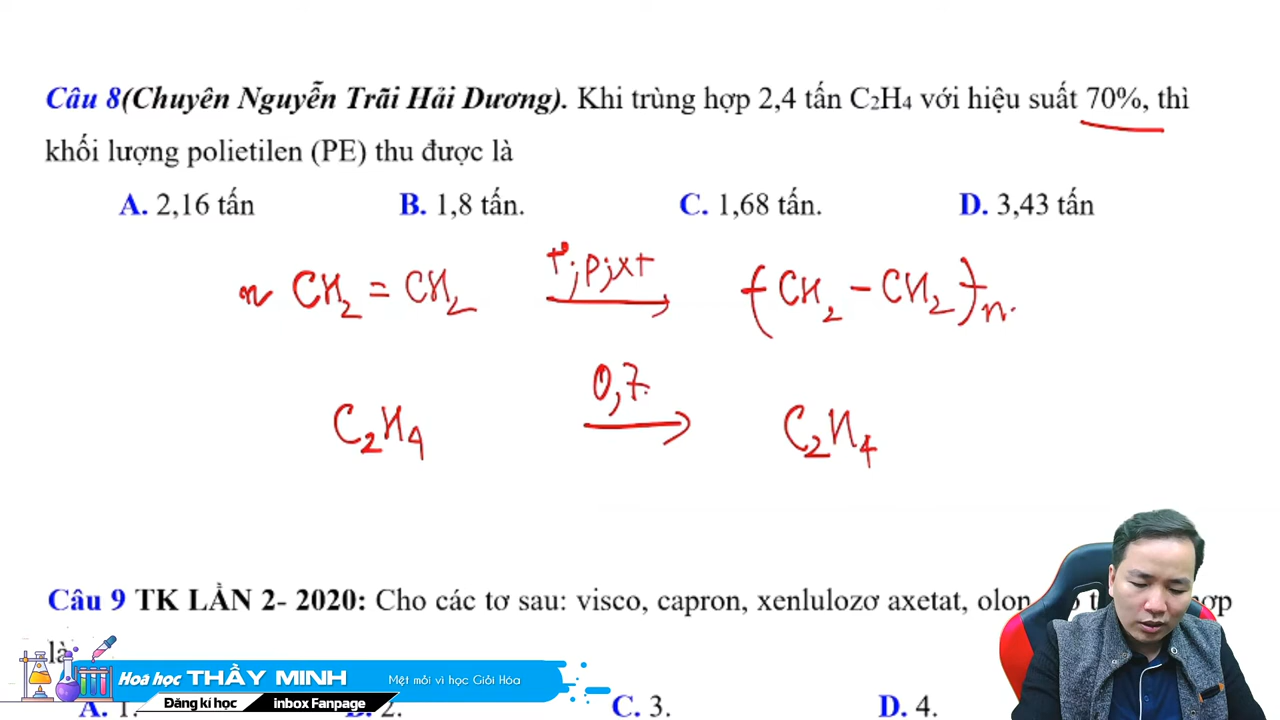 Câu 8(Chuyên Nguyễn Trãi Hải Dương). Khi trùng hợp 2,4 tấn C₂H₄ với hiệu suất 70%, thì
khối lượng polietilen (PE) thu được là
A. 2,16 tấn B. 1,8 tấn. C. 1,68 tấn. D. 3,43 tấn
n CH₂ = CH₂ t°; p; xt (CH₂ – CH₂)n
C₂H₄ 0,7 C₂H₄
Câu 9 TK LẦN 2- 2020: Cho các tơ sau: visco, capron, xenlulozơ axetat, olon
là
Hoá học THẦY MINH Mệt mỏi vì học Giỏi Hóa
Đăng kí học inbox Fanpage
A. 1. B. 2. C. 3. D. 4.